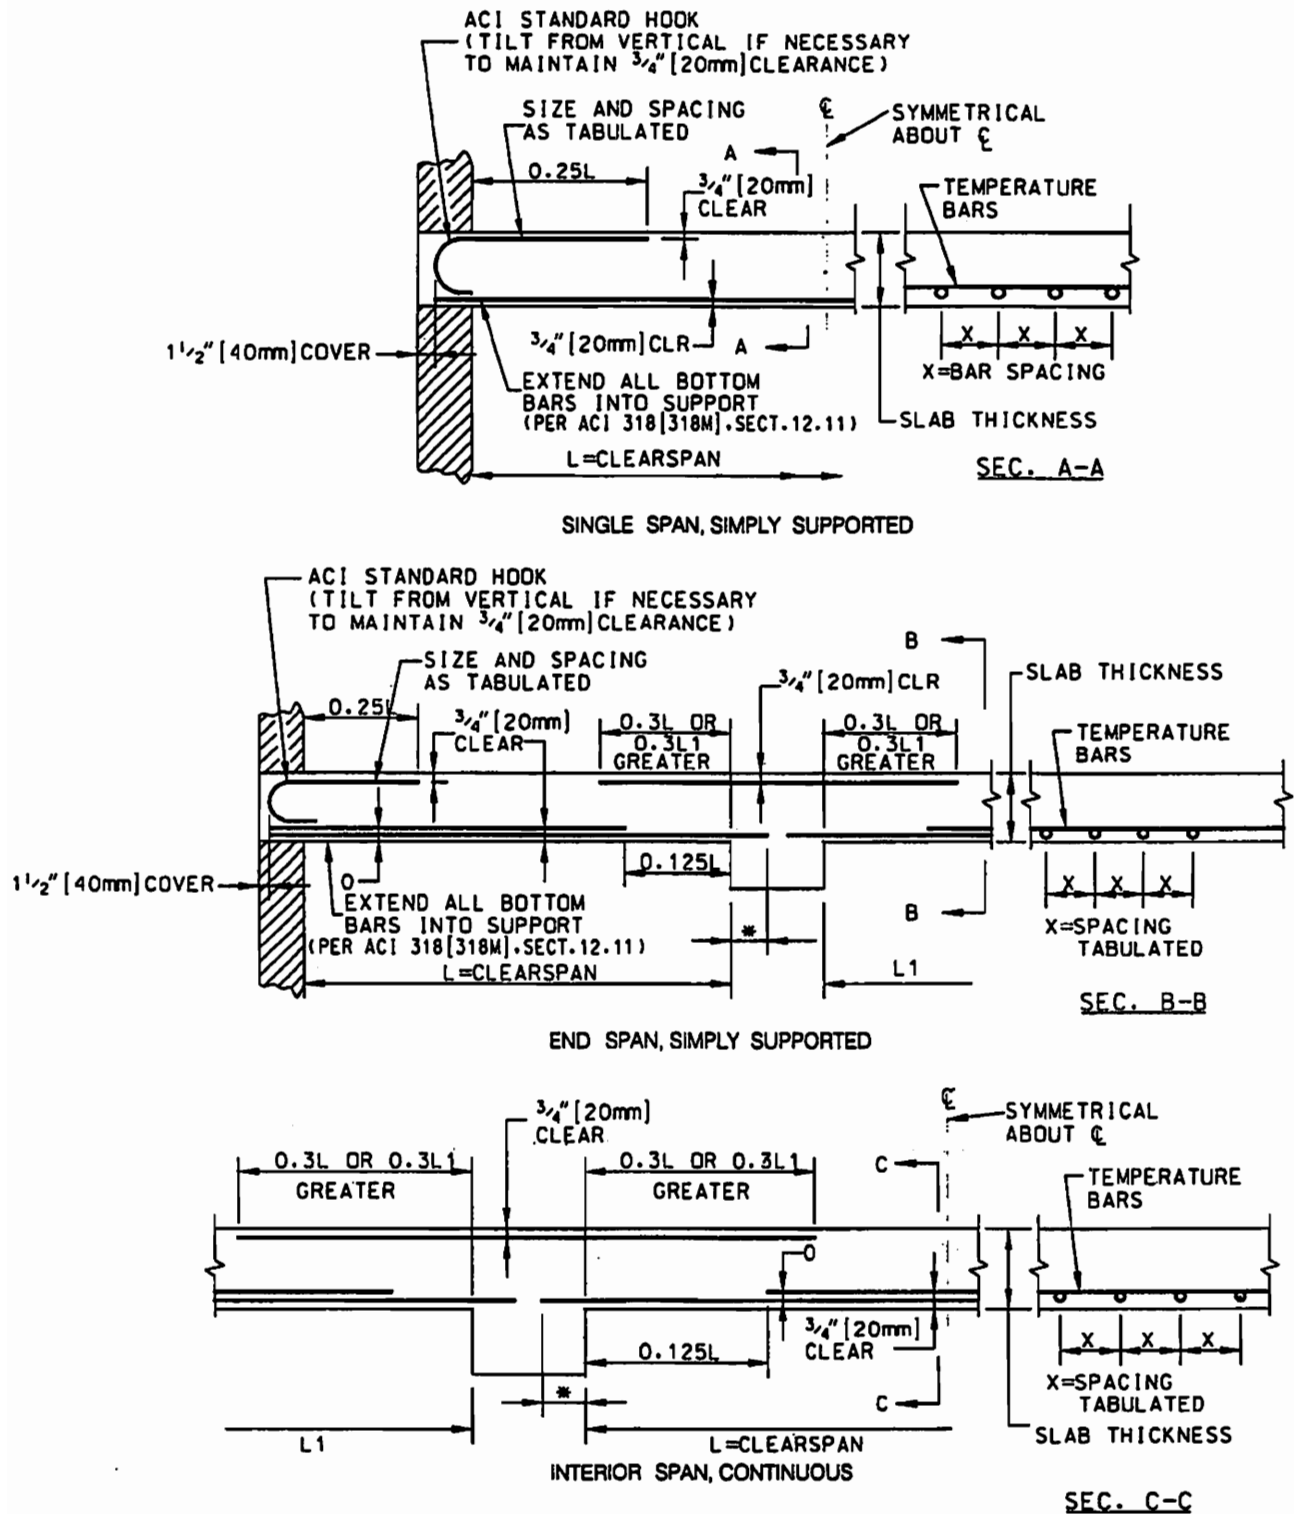 ACI STANDARD HOOK
(TILT FROM VERTICAL IF NECESSARY
TO MAINTAIN 3/4" [20mm] CLEARANCE)
SIZE AND SPACING
AS TABULATED
℄
SYMMETRICAL
ABOUT ℄
A
0.25L
3/4" [20mm]
CLEAR
TEMPERATURE
BARS
1 1/2" [40mm] COVER
3/4" [20mm] CLR
A
X
X
X
X=BAR SPACING
EXTEND ALL BOTTOM
BARS INTO SUPPORT
(PER ACI 318[318M].SECT.12.11)
SLAB THICKNESS
L=CLEARSPAN
SEC. A-A
SINGLE SPAN, SIMPLY SUPPORTED
ACI STANDARD HOOK
(TILT FROM VERTICAL IF NECESSARY
TO MAINTAIN 3/4" [20mm] CLEARANCE)
B
SIZE AND SPACING
AS TABULATED
3/4" [20mm] CLR
SLAB THICKNESS
0.25L
3/4" [20mm]
CLEAR
0.3L OR
0.3L1
GREATER
0.3L OR
0.3L1
GREATER
TEMPERATURE
BARS
0.125L
1 1/2" [40mm] COVER
O
X
X
X
EXTEND ALL BOTTOM
BARS INTO SUPPORT
(PER ACI 318[318M].SECT.12.11)
B
*
X=SPACING
TABULATED
L=CLEARSPAN
L1
SEC. B-B
END SPAN, SIMPLY SUPPORTED
3/4" [20mm]
CLEAR
℄
SYMMETRICAL
ABOUT ℄
0.3L OR 0.3L1
GREATER
0.3L OR 0.3L1
GREATER
C
TEMPERATURE
BARS
O
3/4" [20mm]
CLEAR
0.125L
X
X
X
*
C
X=SPACING
TABULATED
SLAB THICKNESS
L1
L=CLEARSPAN
INTERIOR SPAN, CONTINUOUS
SEC. C-C